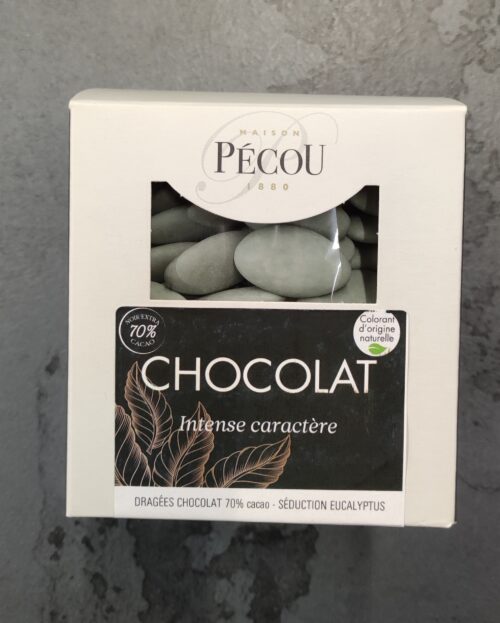 MAISON
PÉCOU
1880
NOIR EXTRA
70%
CACAO
Colorant
d'origine
naturelle
CHOCOLAT
Intense caractère
DRAGÉES CHOCOLAT 70% cacao - SÉDUCTION EUCALYPTUS